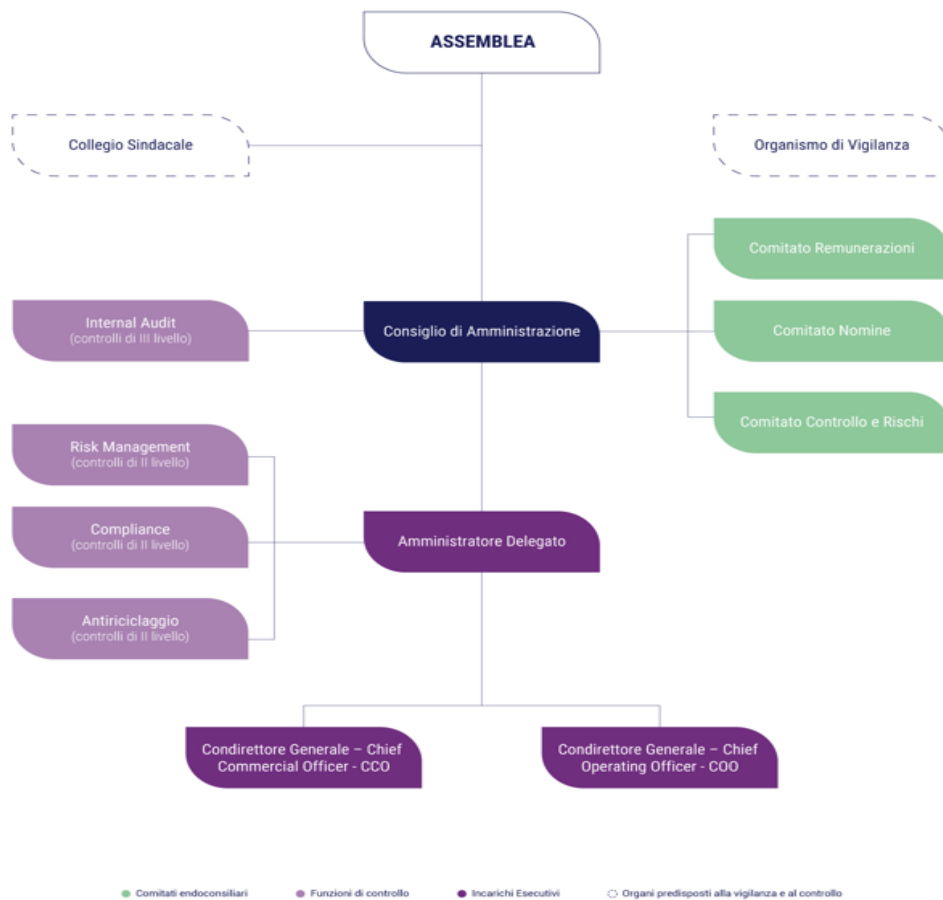 ASSEMBLEA
Collegio Sindacale
Organismo di Vigilanza
Comitato Remunerazioni
Internal Audit
(controlli di III livello)
Consiglio di Amministrazione
Comitato Nomine
Comitato Controllo e Rischi
Risk Management
(controlli di II livello)
Compliance
(controlli di II livello)
Amministratore Delegato
Antiriciclaggio
(controlli di II livello)
Condirettore Generale – Chief
Commercial Officer - CCO
Condirettore Generale – Chief
Operating Officer - COO
Comitati endoconsiliari
Funzioni di controllo
Incarichi Esecutivi
Organi predisposti alla vigilanza e al controllo